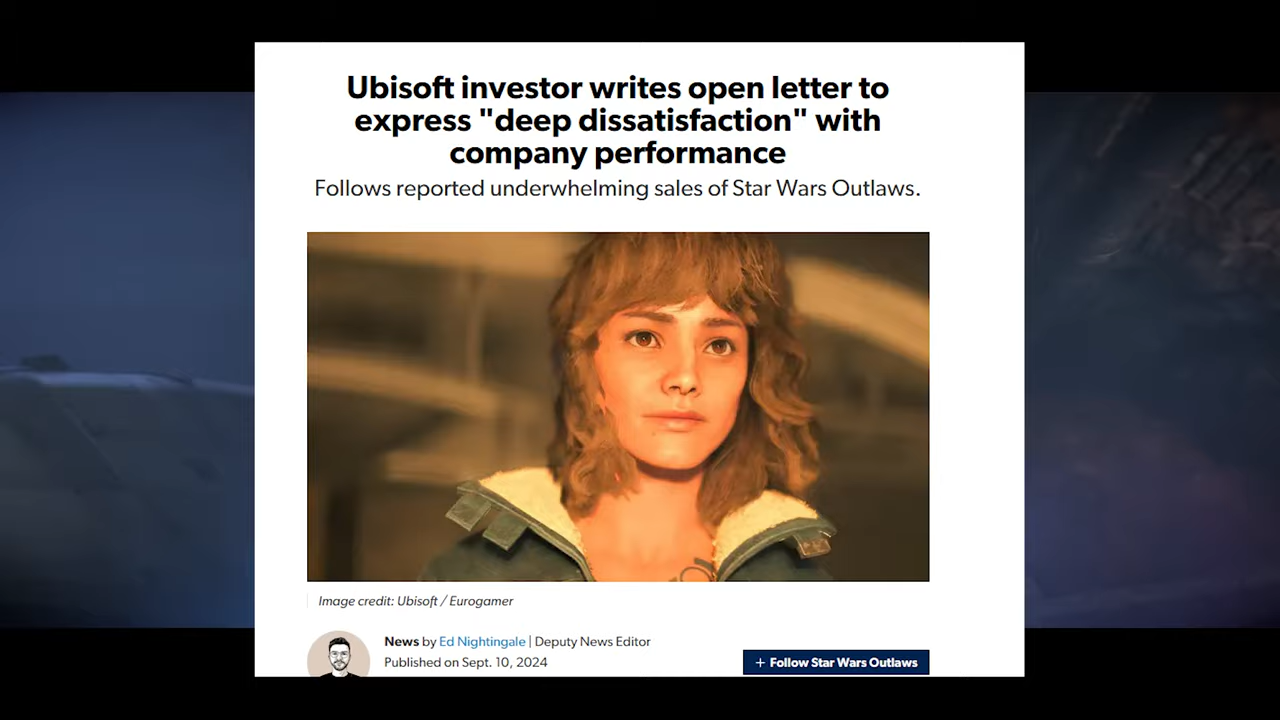 Ubisoft investor writes open letter to
express "deep dissatisfaction" with
company performance
Follows reported underwhelming sales of Star Wars Outlaws.
Image credit: Ubisoft / Eurogamer
News by Ed Nightingale | Deputy News Editor
Published on Sept. 10, 2024
+ Follow Star Wars Outlaws